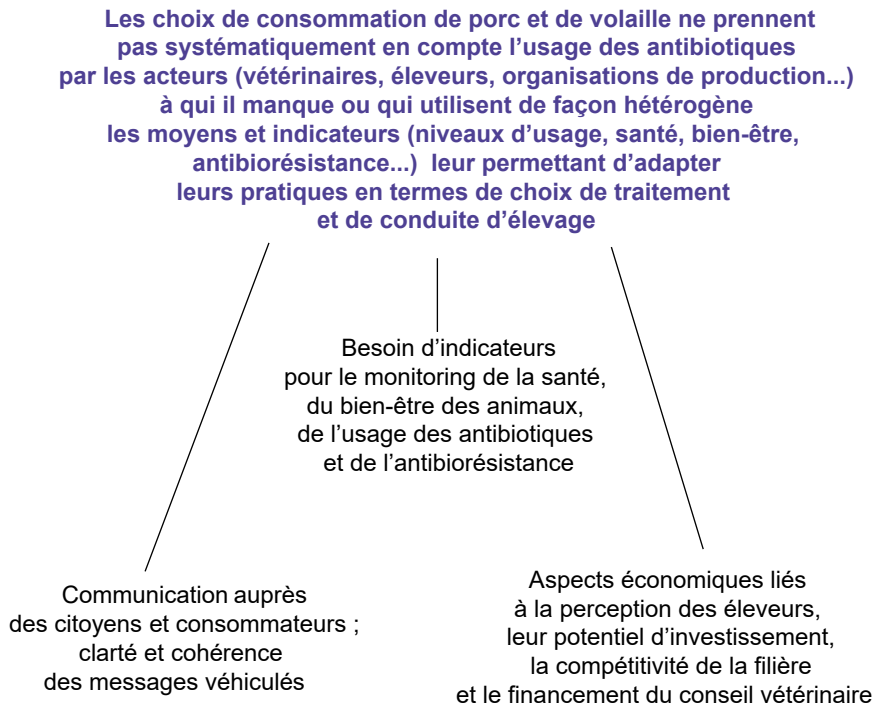 Les choix de consommation de porc et de volaille ne prennent
pas systématiquement en compte l’usage des antibiotiques
par les acteurs (vétérinaires, éleveurs, organisations de production...)
à qui il manque ou qui utilisent de façon hétérogène
les moyens et indicateurs (niveaux d’usage, santé, bien-être,
antibiorésistance...) leur permettant d’adapter
leurs pratiques en termes de choix de traitement
et de conduite d’élevage
Besoin d’indicateurs
pour le monitoring de la santé,
du bien-être des animaux,
de l’usage des antibiotiques
et de l’antibiorésistance
Communication auprès
des citoyens et consommateurs ;
clarté et cohérence
des messages véhiculés
Aspects économiques liés
à la perception des éleveurs,
leur potentiel d’investissement,
la compétitivité de la filière
et le financement du conseil vétérinaire